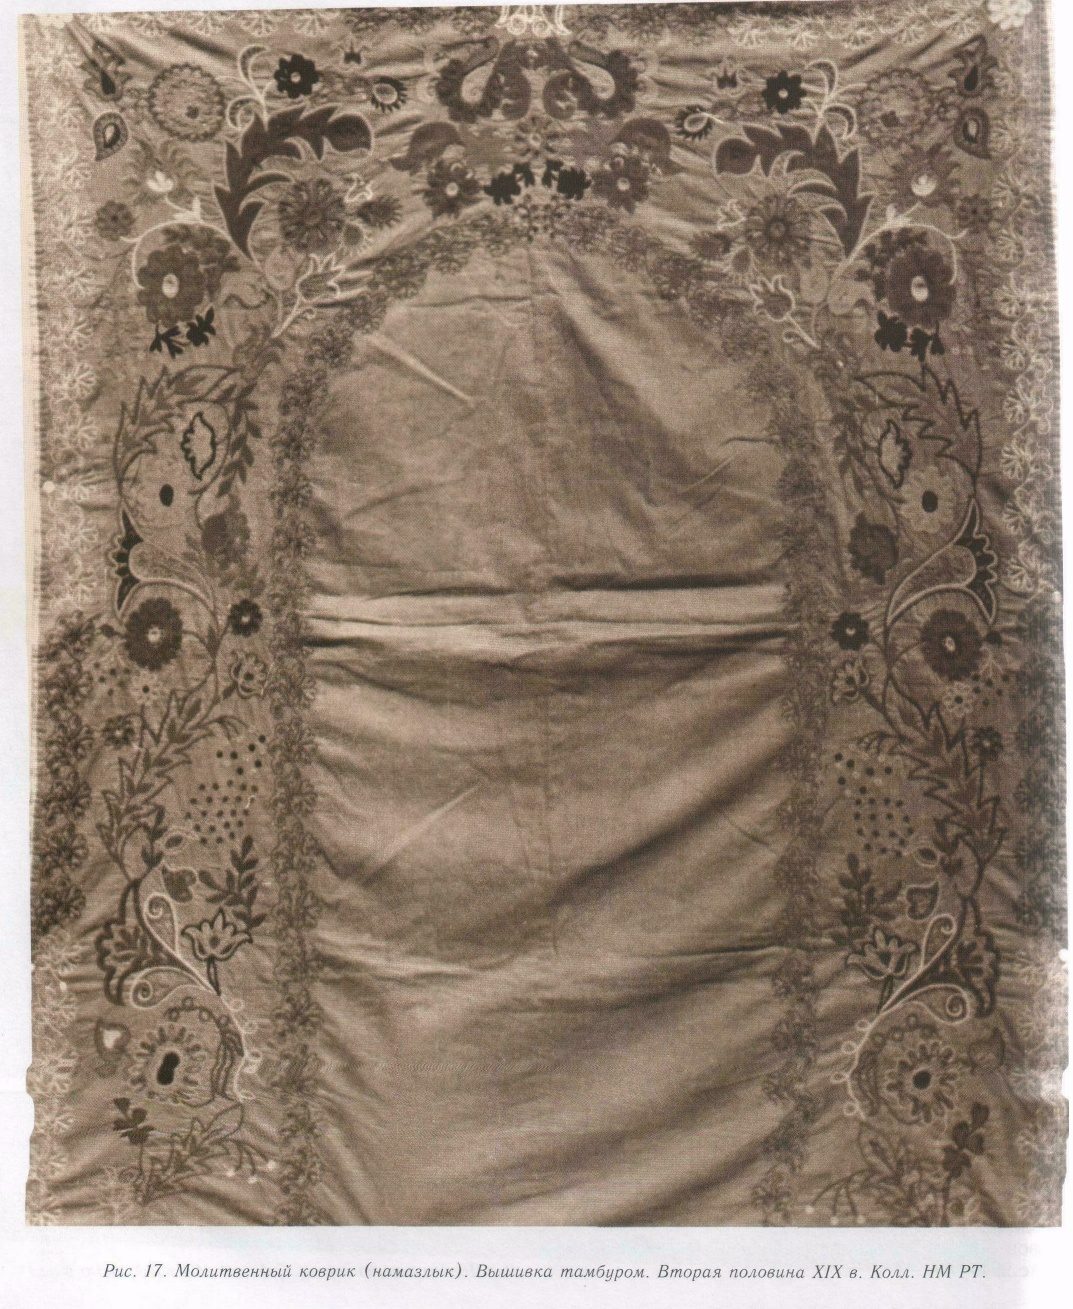 Рис. 17. Молитвенный коврик (намазлык). Вышивка тамбуром. Вторая половина XIX в. Колл. НМ РТ.